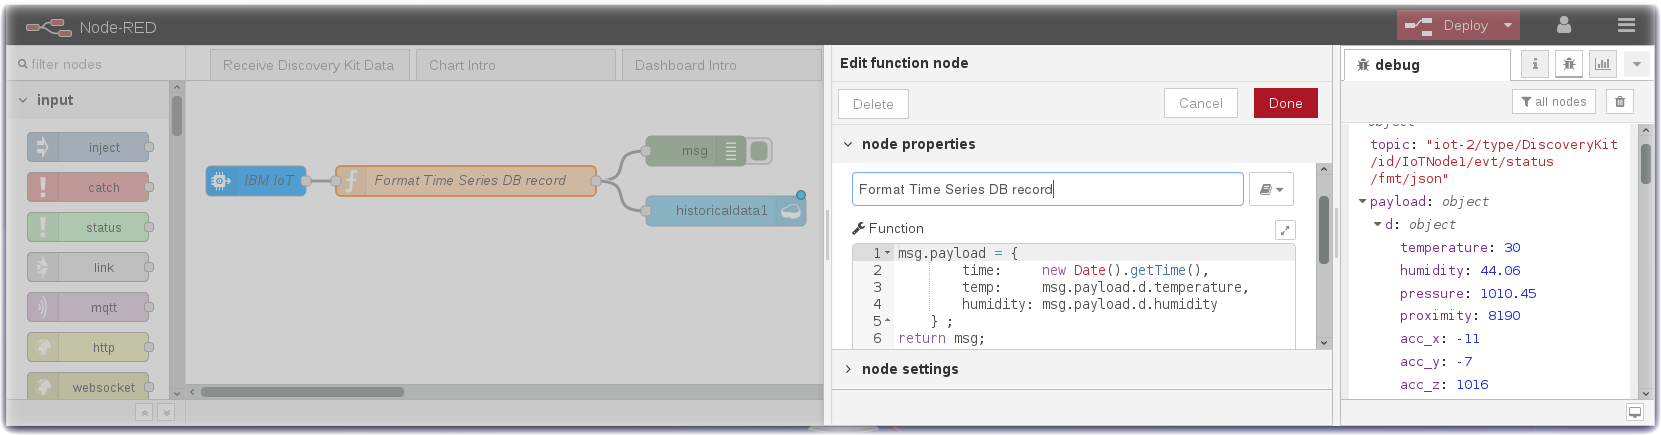 Node-RED
Deploy
filter nodes
Receive Discovery Kit Data
Chart Intro
Dashboard Intro
input
inject
catch
status
link
mqtt
http
websocket
IBM IoT
Format Time Series DB record
msg
historicaldata1
Edit function node
Delete
Cancel
Done
node properties
Format Time Series DB record
Function
1 msg.payload = {
2 time: new Date().getTime(),
3 temp: msg.payload.d.temperature,
4 humidity: msg.payload.d.humidity
5 } ;
6 return msg;
node settings
debug
i
all nodes
object
topic: "iot-2/type/DiscoveryKit
/id/IoTNode1/evt/status
/fmt/json"
payload: object
d: object
temperature: 30
humidity: 44.06
pressure: 1010.45
proximity: 8190
acc_x: -11
acc_y: -7
acc_z: 1016